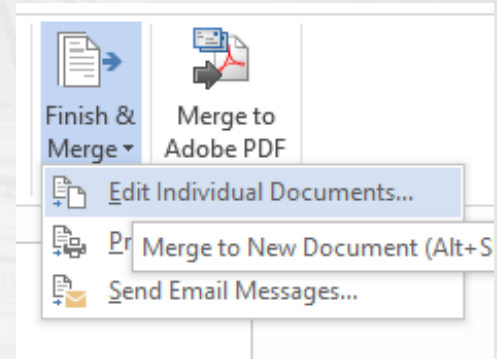 Finish & Merge to
Merge Adobe PDF
Edit Individual Documents...
Pr Merge to New Document (Alt+S
Send Email Messages...